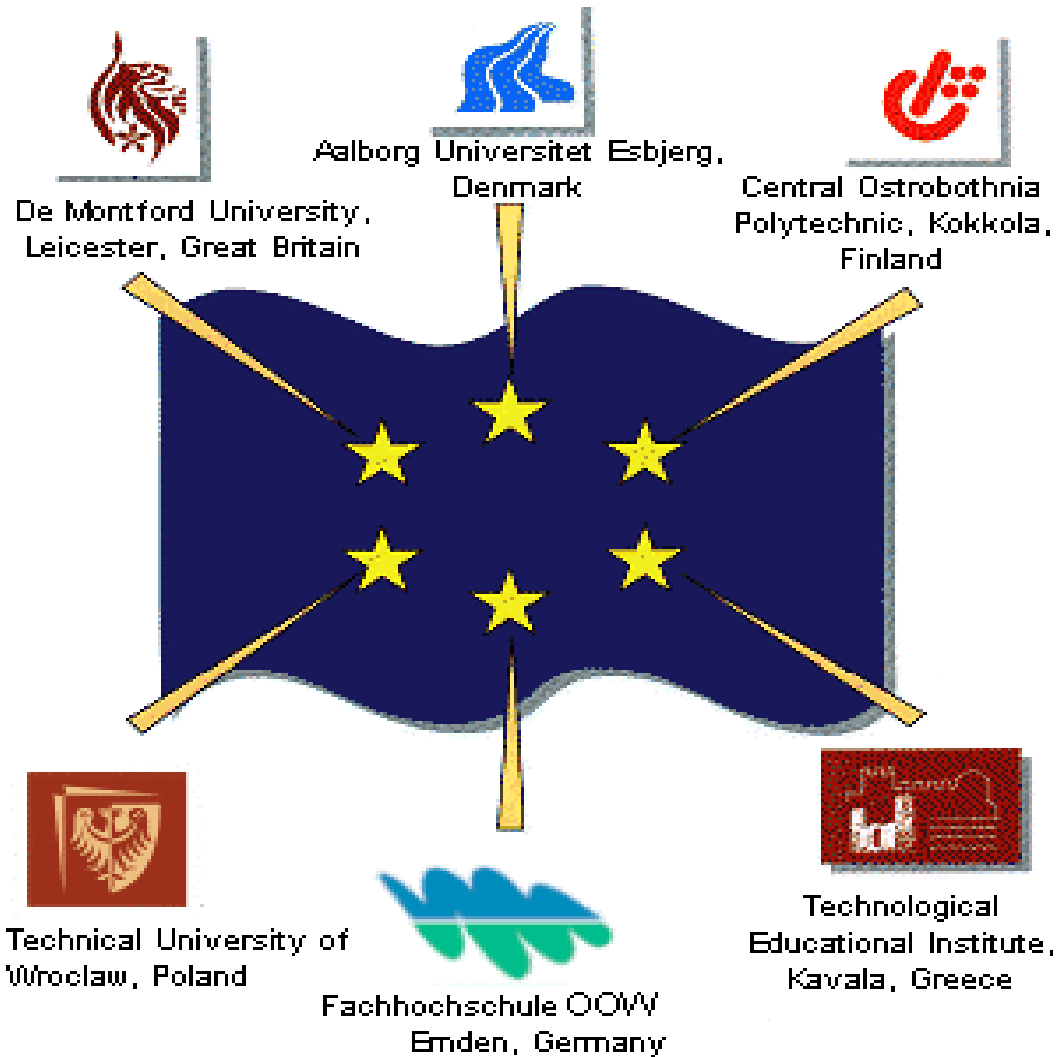 Aalborg Universitet Esbjerg,
Denmark
De Montford University,
Leicester, Great Britain
Central Ostrobothnia
Polytechnic, Kokkola,
Finland
Technical University of
Wroclaw, Poland
Fachhochschule OOW
Emden, Germany
Technological
Educational Institute,
Kavala, Greece